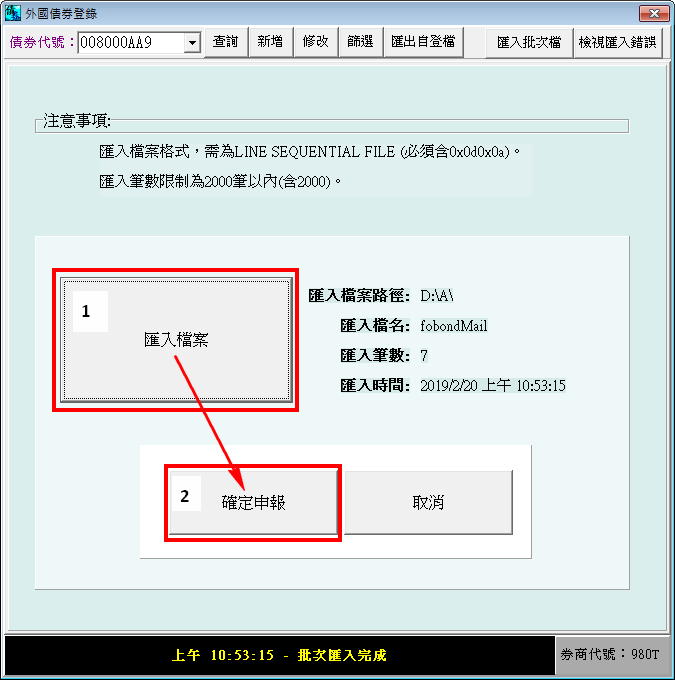 外國債券登錄
債券代號： 008000AA9 查詢 新增 修改 篩選 匯出自登檔 匯入批次檔 檢視匯入錯誤
注意事項:
匯入檔案格式，需為LINE SEQUENTIAL FILE (必須含0x0d0x0a)。
匯入筆數限制為2000筆以內(含2000)。
1
匯入檔案
匯入檔案路徑: D:\A\
匯入檔名: fobondMail
匯入筆數: 7
匯入時間: 2019/2/20 上午 10:53:15
2 確定申報 取消
上午 10:53:15 - 批次匯入完成 券商代號：980T